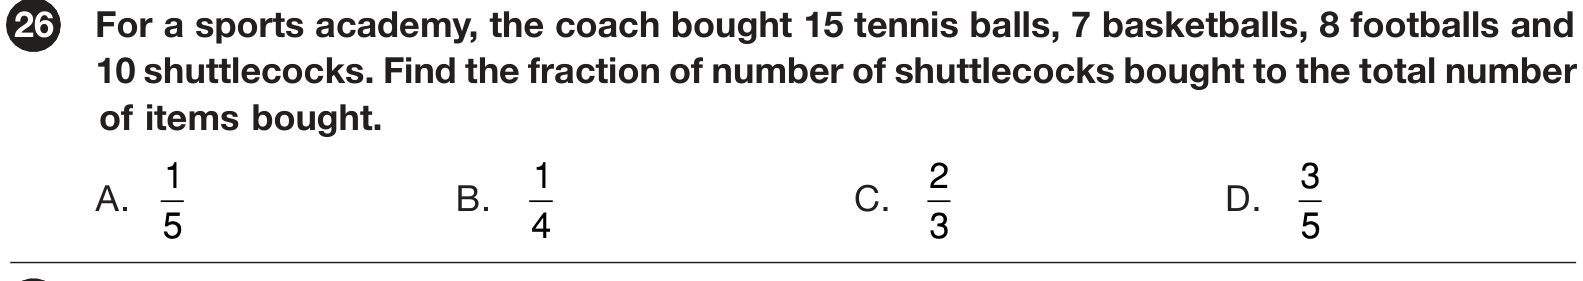 26 For a sports academy, the coach bought 15 tennis balls, 7 basketballs, 8 footballs and
10 shuttlecocks. Find the fraction of number of shuttlecocks bought to the total number
of items bought.
A. 1/5 B. 1/4 C. 2/3 D. 3/5